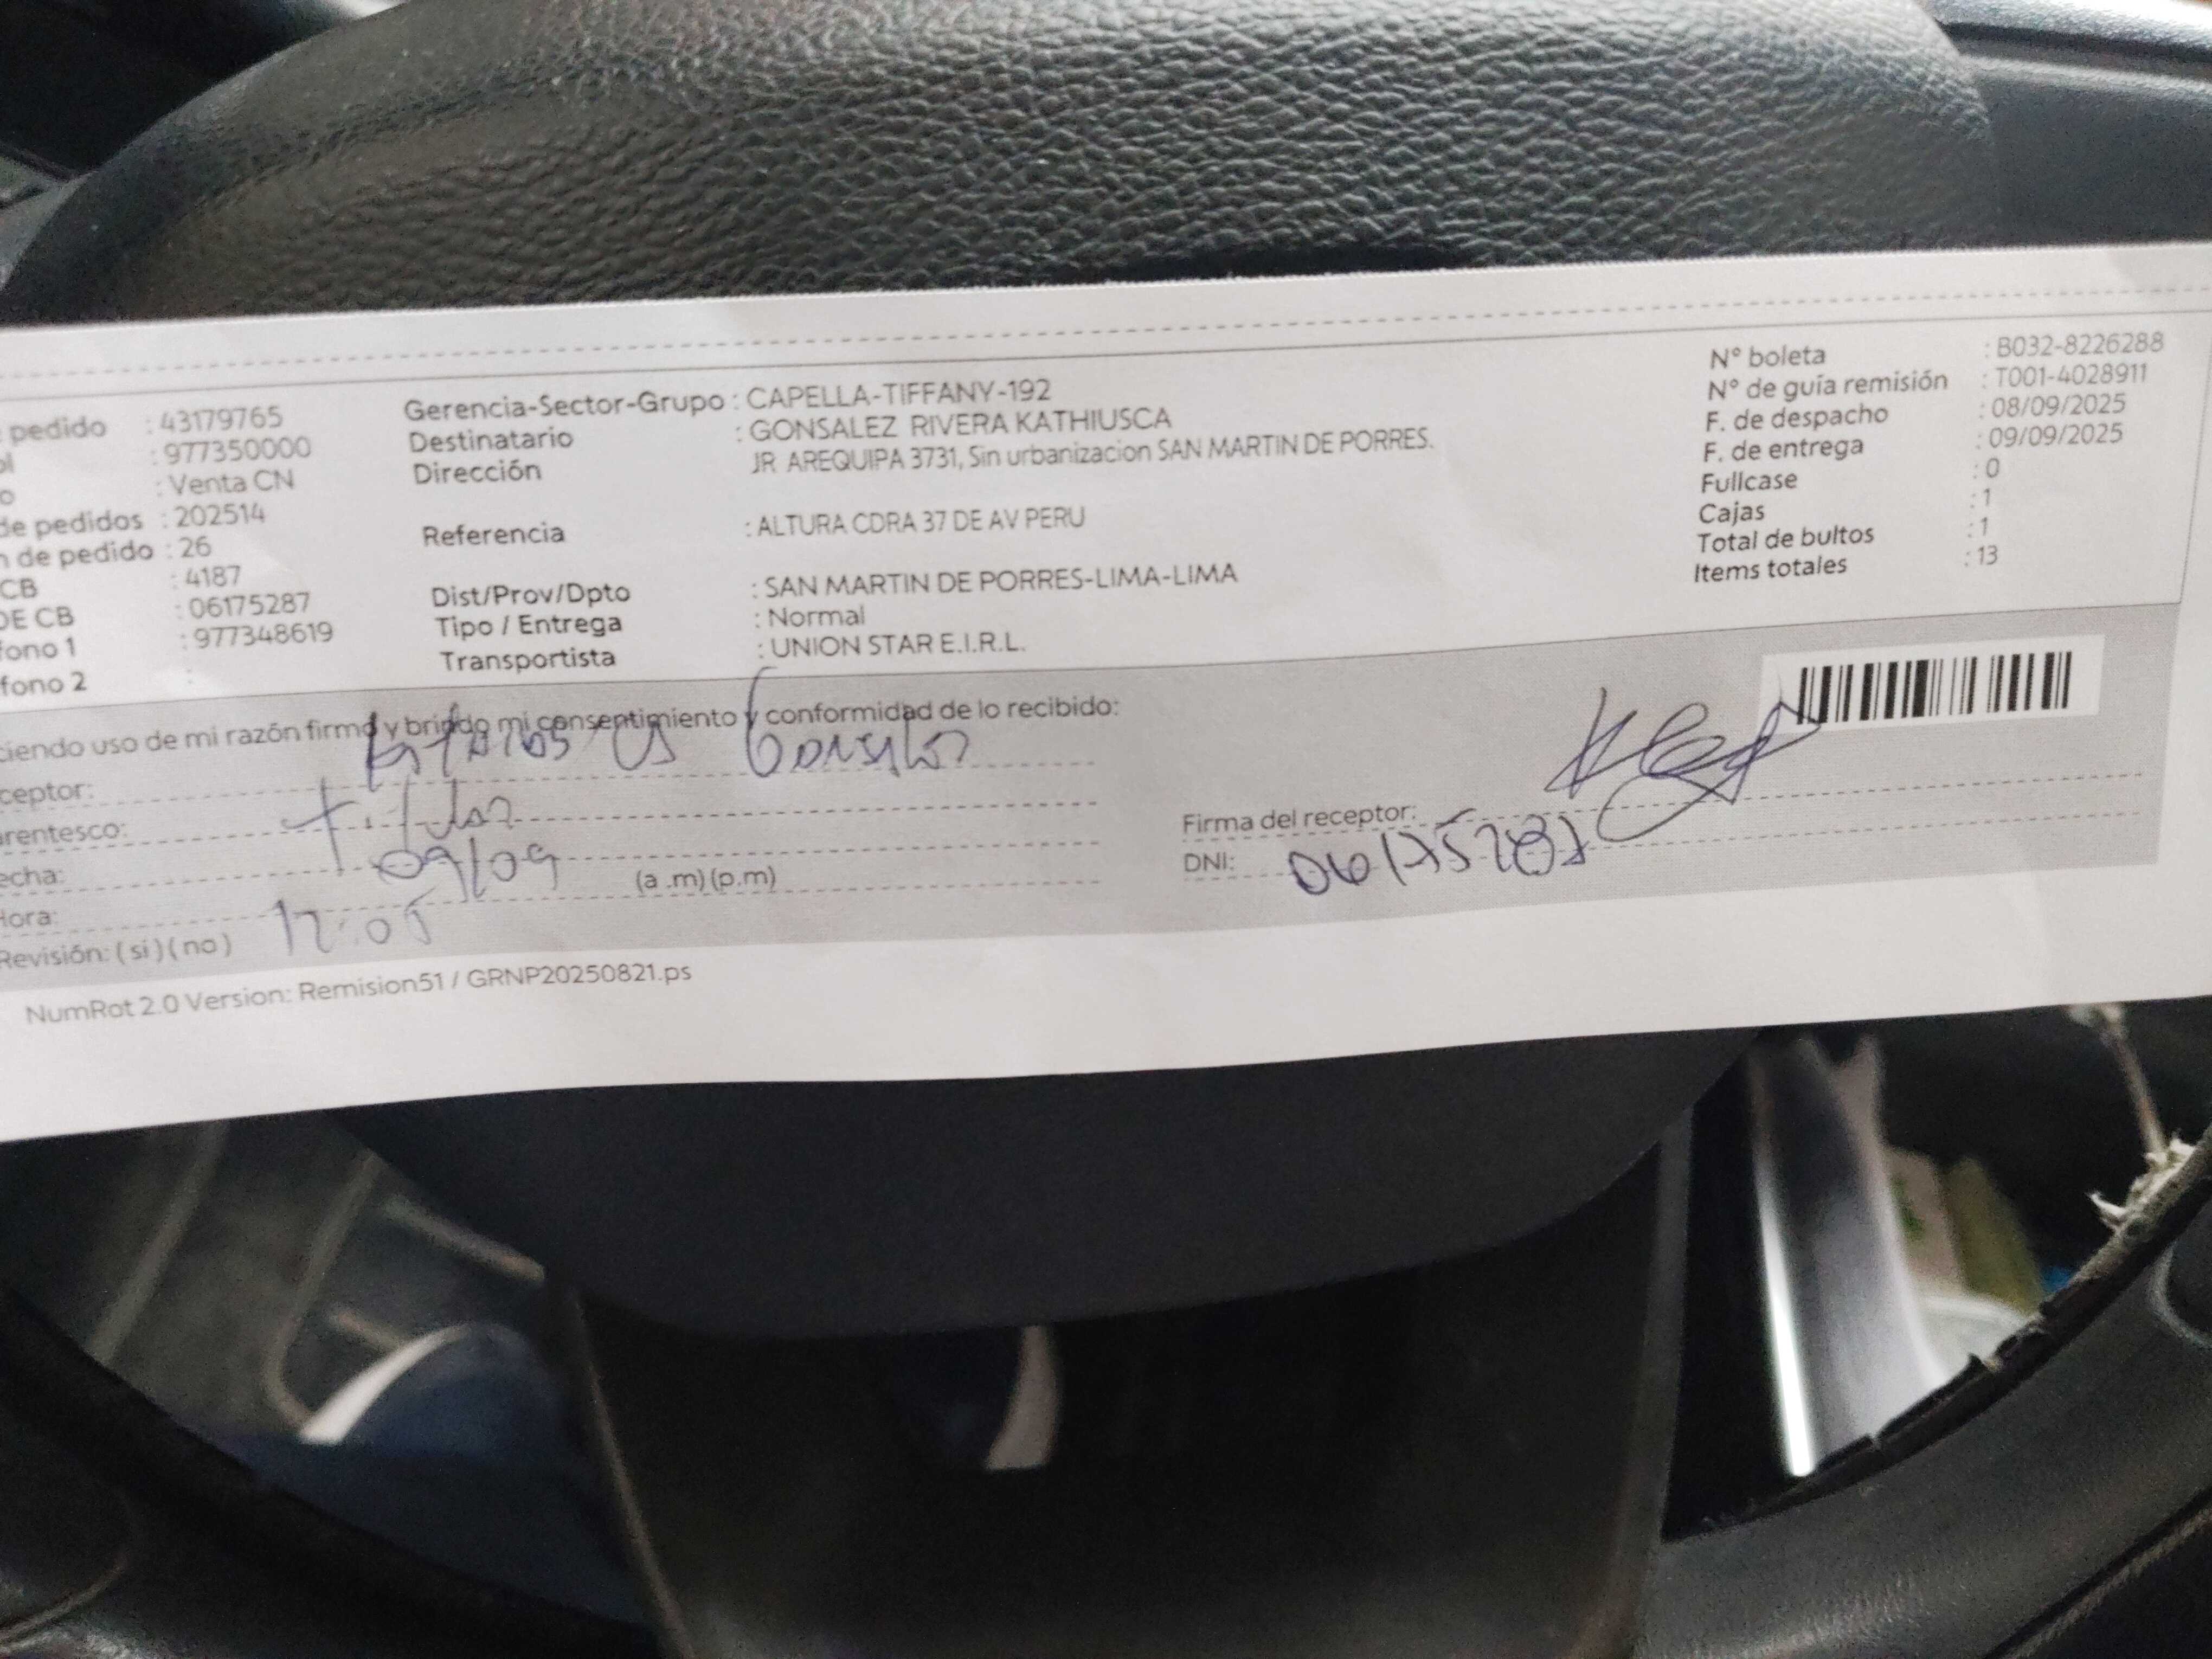 pedido : 43179765
: 977350000
: Venta CN
de pedidos : 202514
de pedido : 26
CB : 4187
DE CB : 06175287
fono 1 : 977348619
fono 2 :
Gerencia-Sector-Grupo : CAPELLA-TIFFANY-192
Destinatario : GONSALEZ RIVERA KATHIUSCA
Dirección JR AREQUIPA 3731, Sin urbanizacion SAN MARTIN DE PORRES.
Referencia : ALTURA CDRA 37 DE AV PERU
Dist/Prov/Dpto : SAN MARTIN DE PORRES-LIMA-LIMA
Tipo / Entrega : Normal
Transportista : UNION STAR E.I.R.L.
N° boleta : B032-8226288
N° de guía remisión : T001-4028911
F. de despacho : 08/09/2025
F. de entrega : 09/09/2025
Fullcase : 0
Cajas : 1
Total de bultos : 1
Items totales : 13
ciendo uso de mi razón firmo y brindo mi consentimiento y conformidad de lo recibido:
ceptor:
arentesco: Titular
echa: 09/09
Hora: 12:05 (a .m) (p.m)
Revisión: ( si ) ( no )
Firma del receptor:
DNI: 06175287
NumRot 2.0 Version: Remision51 / GRNP20250821.ps